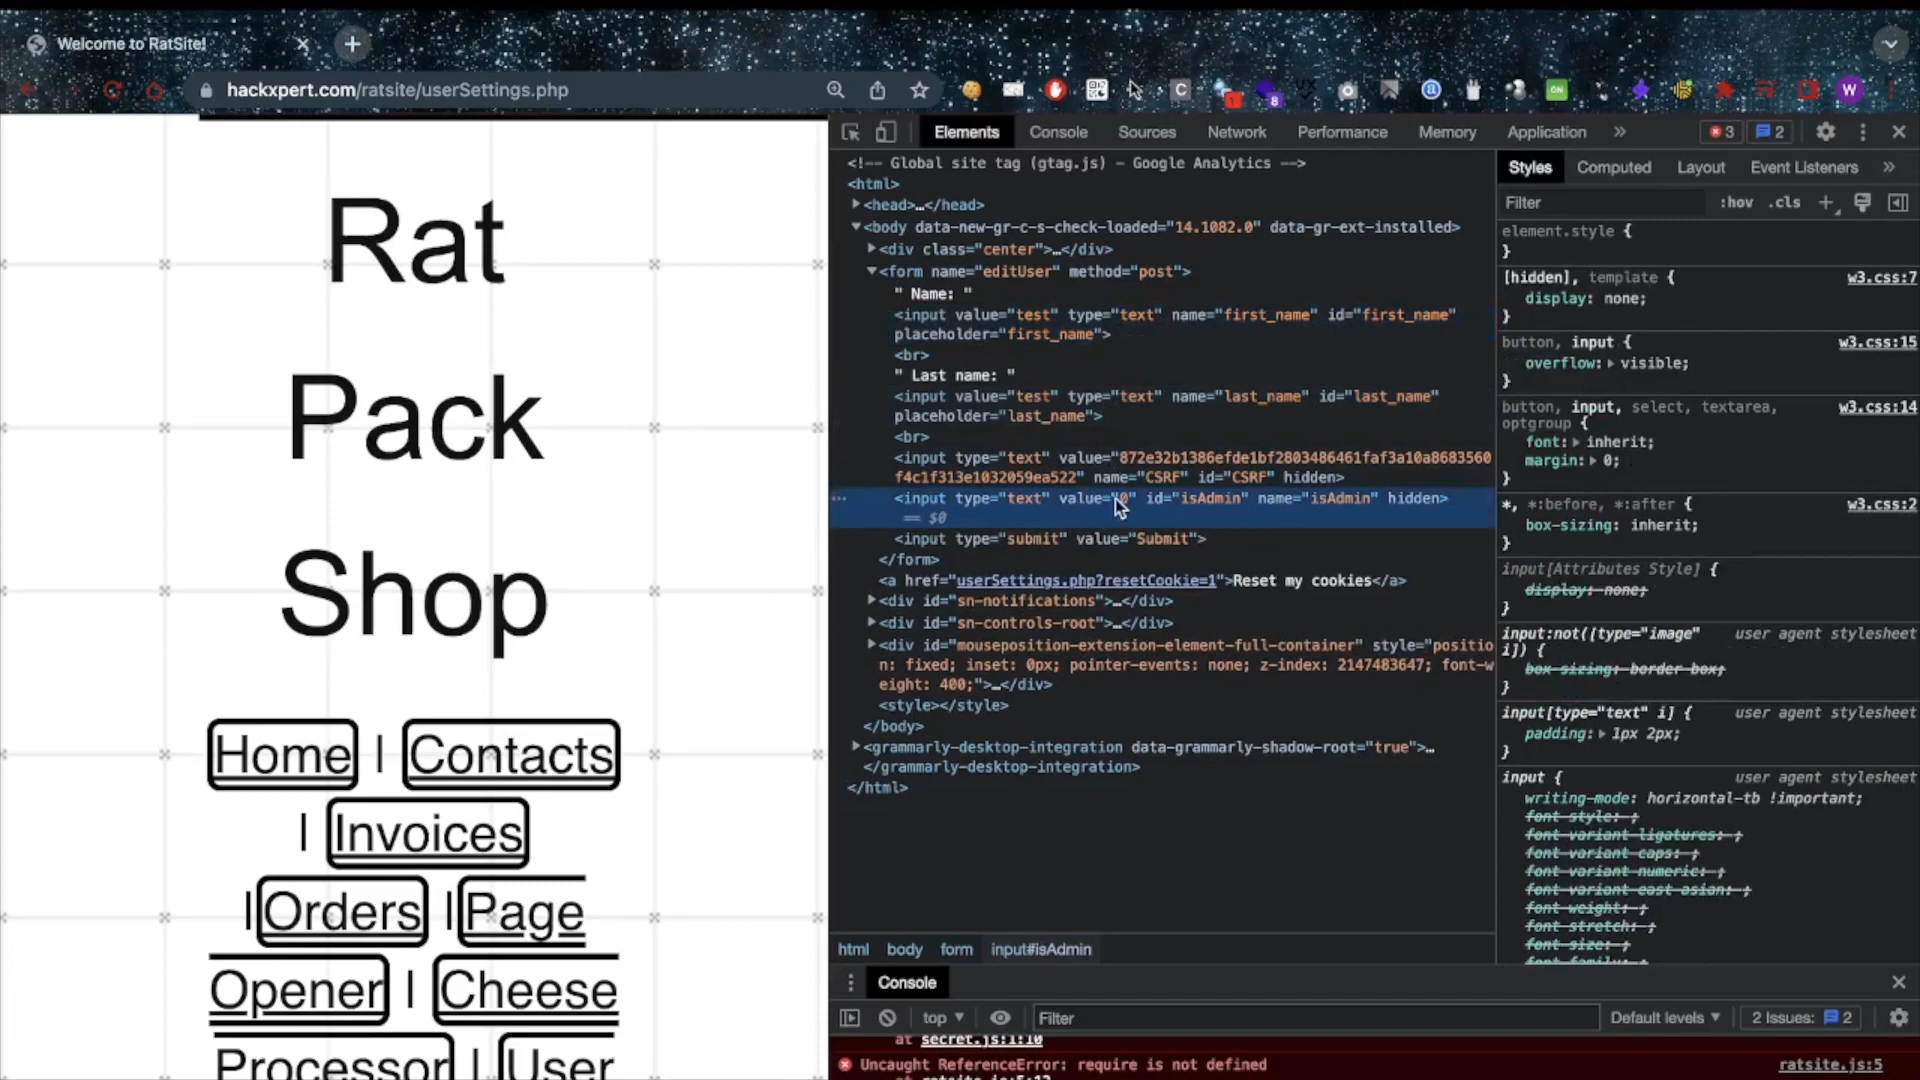 Welcome to RatSite!
hackxpert.com/ratsite/userSettings.php
1
8
C
a
ON
W
Rat
Pack
Shop
Home | Contacts
| Invoices
|Orders |Page
Opener | Cheese
Processor | User
Elements Console Sources Network Performance Memory Application » 3 2
<!-- Global site tag (gtag.js) - Google Analytics -->
<html>
<head>…</head>
<body data-new-gr-c-s-check-loaded="14.1082.0" data-gr-ext-installed>
<div class="center">…</div>
<form name="editUser" method="post">
" Name: "
<input value="test" type="text" name="first_name" id="first_name"
placeholder="first_name">
<br>
" Last name: "
<input value="test" type="text" name="last_name" id="last_name"
placeholder="last_name">
<br>
<input type="text" value="872e32b1386efde1bf2803486461faf3a10a8683560
f4c1f313e1032059ea522" name="CSRF" id="CSRF" hidden>
<input type="text" value="0" id="isAdmin" name="isAdmin" hidden>
== $0
<input type="submit" value="Submit">
</form>
<a href="userSettings.php?resetCookie=1">Reset my cookies</a>
<div id="sn-notifications">…</div>
<div id="sn-controls-root">…</div>
<div id="mouseposition-extension-element-full-container" style="positio
n: fixed; inset: 0px; pointer-events: none; z-index: 2147483647; font-w
eight: 400;">…</div>
<style></style>
</body>
<grammarly-desktop-integration data-grammarly-shadow-root="true">…
</grammarly-desktop-integration>
</html>
html body form input#isAdmin
Styles Computed Layout Event Listeners »
Filter :hov .cls +
element.style {
}
[hidden], template { w3.css:7
display: none;
}
button, input { w3.css:15
overflow: visible;
}
button, input, select, textarea, w3.css:14
optgroup {
font: inherit;
margin: 0;
}
*, *:before, *:after { w3.css:2
box-sizing: inherit;
}
input[Attributes Style] {
display: none;
}
input:not([type="image" user agent stylesheet
i]) {
box-sizing: border-box;
}
input[type="text" i] { user agent stylesheet
padding: 1px 2px;
}
input { user agent stylesheet
writing-mode: horizontal-tb !important;
font-style: ;
font-variant-ligatures: ;
font-variant-caps: ;
font-variant-numeric: ;
font-variant-east-asian: ;
font-weight: ;
font-stretch: ;
font-size: ;
font-family: ;
Console
top Filter Default levels 2 Issues: 2
at secret.js:1:10
Uncaught ReferenceError: require is not defined ratsite.js:5
at ratsite.js:5:12